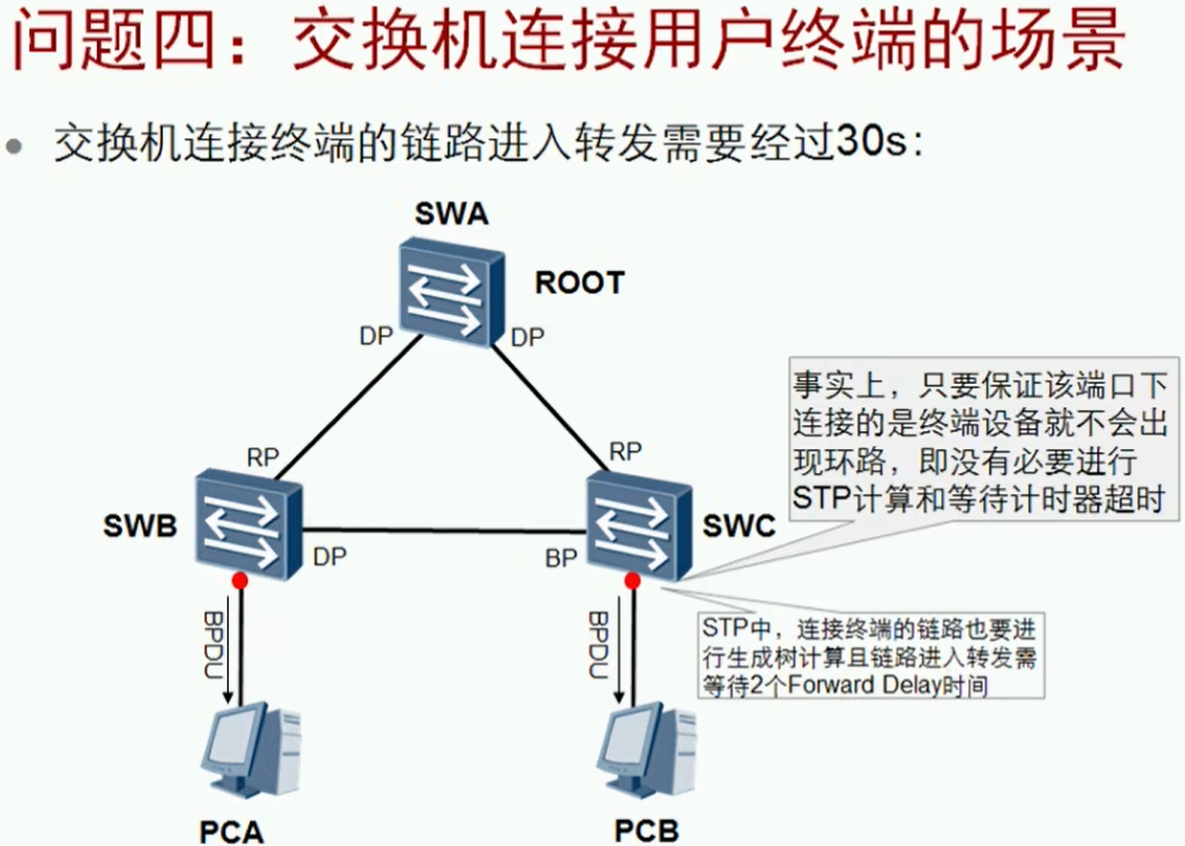 问题四：交换机连接用户终端的场景
交换机连接终端的链路进入转发需要经过30s：
SWA
ROOT
DP
DP
事实上，只要保证该端口下
连接的是终端设备就不会出
现环路，即没有必要进行
STP计算和等待计时器超时
RP
RP
SWB
SWC
DP
BP
BPDU
BPDU
STP中，连接终端的链路也要进
行生成树计算且链路进入转发需
等待2个Forward Delay时间
PCA
PCB